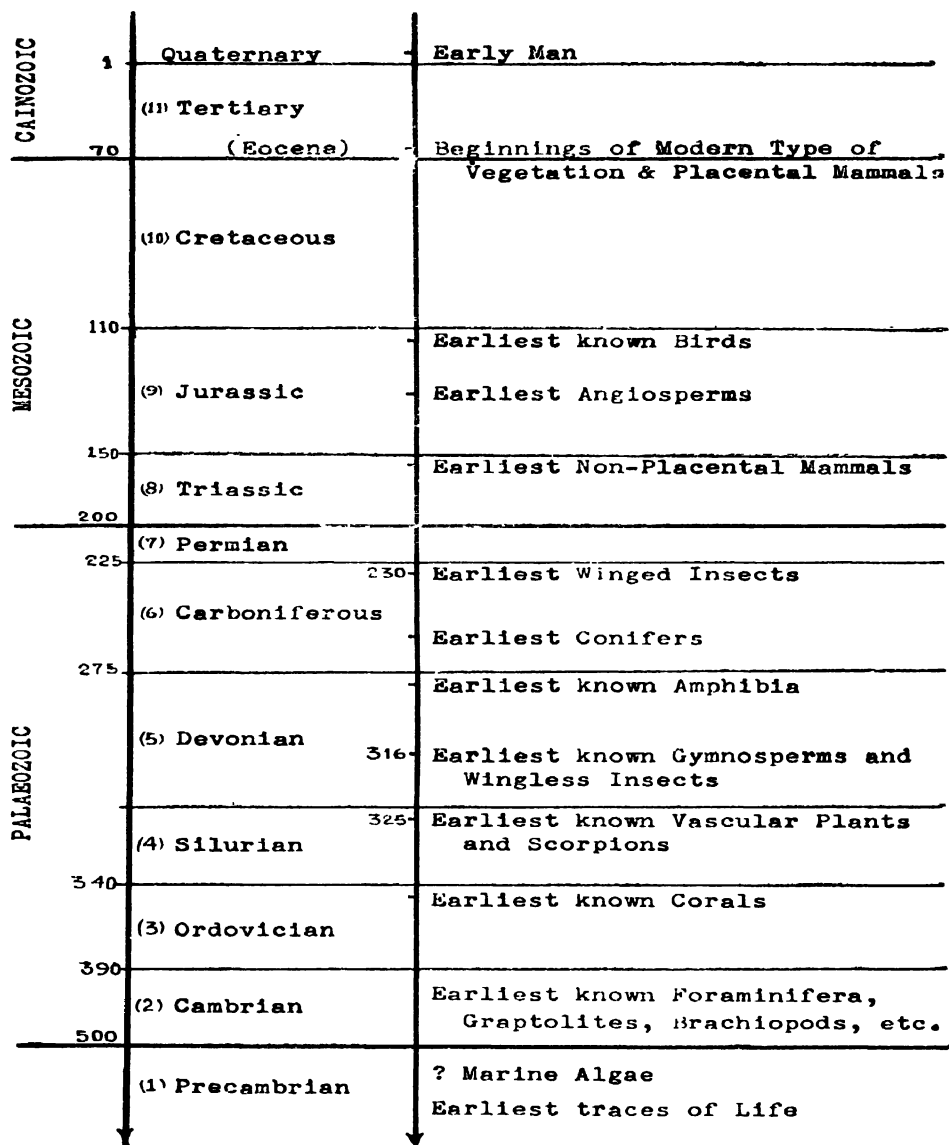 CAINOZOIC
Quaternary
Early Man
1
(11) Tertiary
70
(Eocene)
Beginnings of Modern Type of
Vegetation & Placental Mammals
MESOZOIC
(10) Cretaceous
110
Earliest known Birds
(9) Jurassic
Earliest Angiosperms
150
Earliest Non-Placental Mammals
(8) Triassic
200
PALAEOZOIC
(7) Permian
225
230
Earliest Winged Insects
(6) Carboniferous
Earliest Conifers
275
Earliest known Amphibia
(5) Devonian
316
Earliest known Gymnosperms and
Wingless Insects
325
Earliest known Vascular Plants
and Scorpions
(4) Silurian
340
Earliest known Corals
(3) Ordovician
390
(2) Cambrian
Earliest known Foraminifera,
Graptolites, Brachiopods, etc.
500
(1) Precambrian
? Marine Algae
Earliest traces of Life